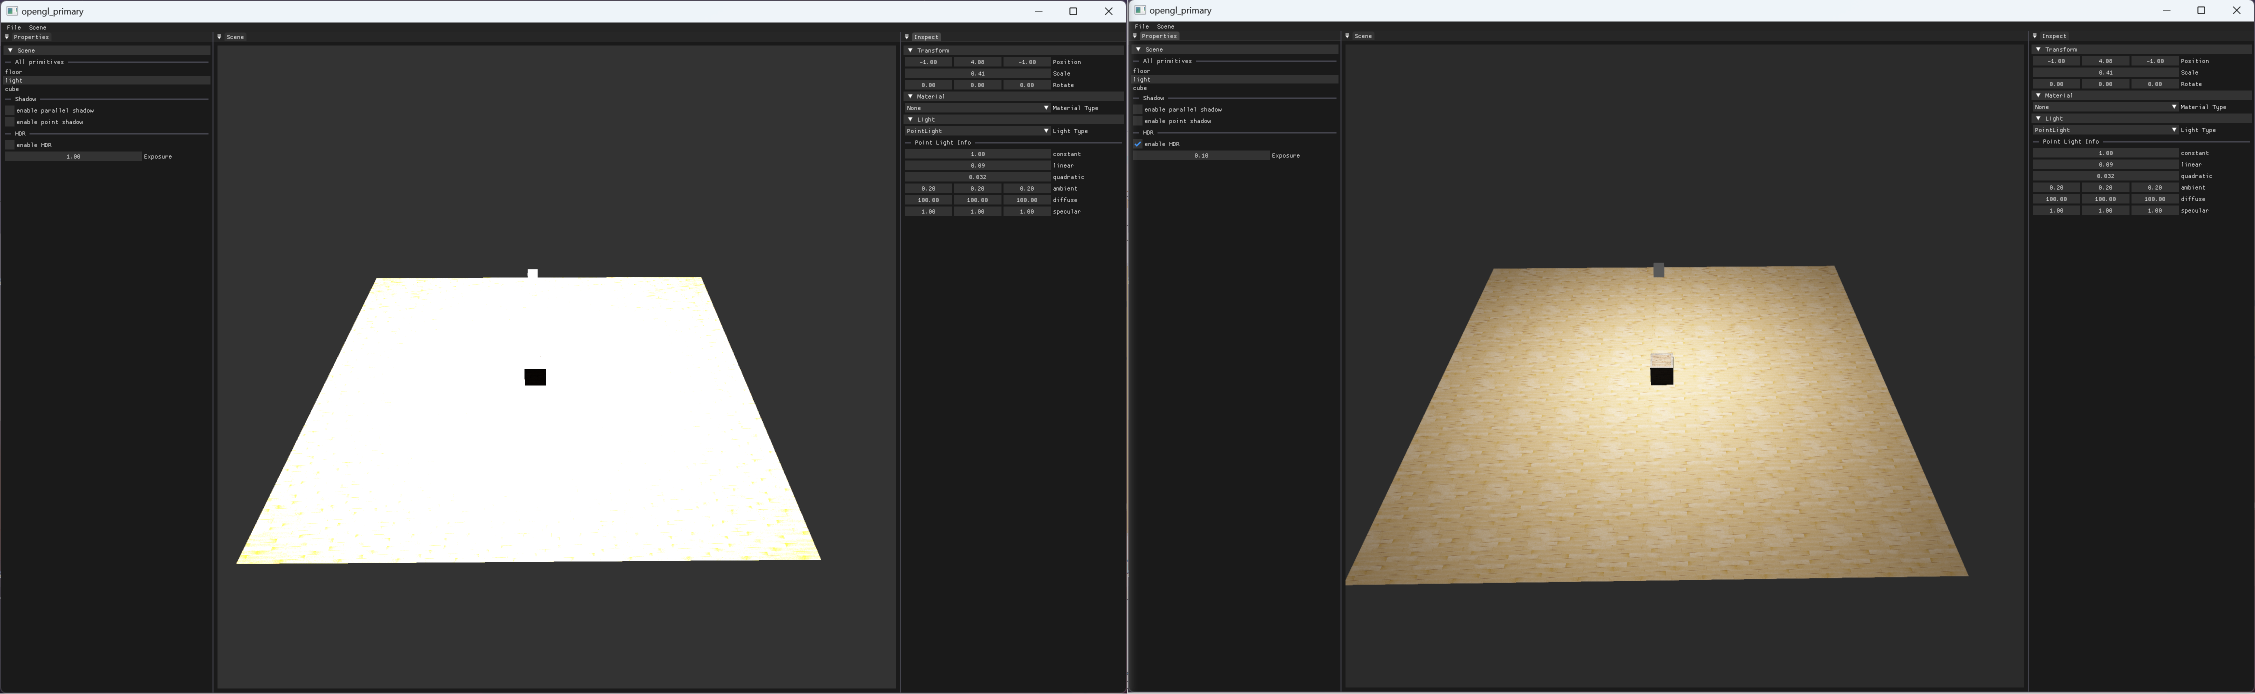 opengl_primary
File Scene
Properties
Scene
Inspect
Scene
All primitives
floor
light
cube
Shadow
enable parallel shadow
enable point shadow
HDR
enable HDR
1.00 Exposure
Transform
-1.00 4.08 -1.00 Position
0.41 Scale
0.00 0.00 0.00 Rotate
Material
None Material Type
Light
PointLight Light Type
Point Light Info
1.00 constant
0.09 linear
0.032 quadratic
0.20 0.20 0.20 ambient
100.00 100.00 100.00 diffuse
1.00 1.00 1.00 specular
opengl_primary
File Scene
Properties
Scene
Inspect
Scene
All primitives
floor
light
cube
Shadow
enable parallel shadow
enable point shadow
HDR
enable HDR
0.10 Exposure
Transform
-1.00 4.08 -1.00 Position
0.41 Scale
0.00 0.00 0.00 Rotate
Material
None Material Type
Light
PointLight Light Type
Point Light Info
1.00 constant
0.09 linear
0.032 quadratic
0.20 0.20 0.20 ambient
100.00 100.00 100.00 diffuse
1.00 1.00 1.00 specular